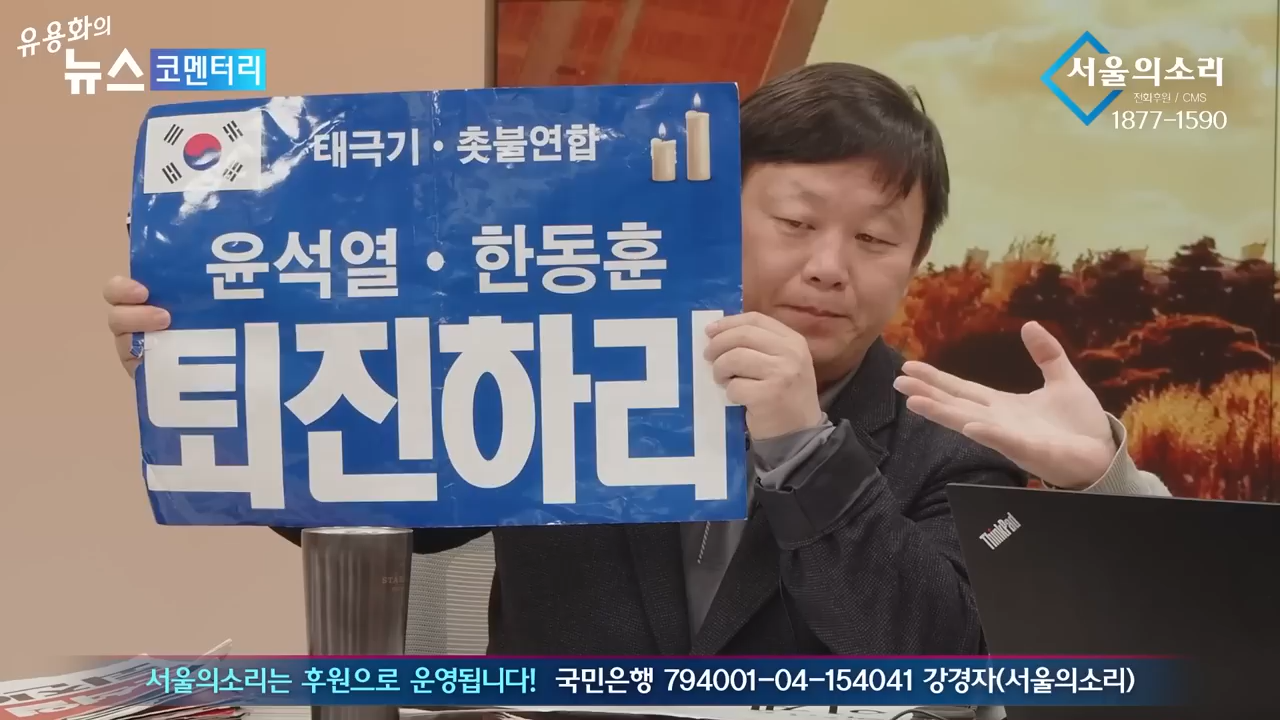 유용화의
뉴스 코멘터리
서울의소리
전화후원 / CMS
1877-1590
태극기 · 촛불연합
윤석열 · 한동훈
퇴진하라
ThinkPad
서울의소리는 후원으로 운영됩니다! 국민은행 794001-04-154041 강경자(서울의소리)